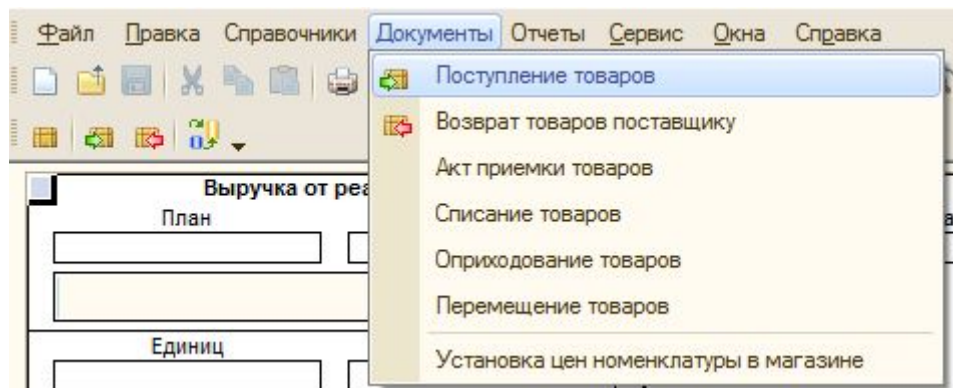 Файл Правка Справочники Документы Отчеты Сервис Окна Справка
Поступление товаров
Возврат товаров поставщику
Акт приемки товаров
Списание товаров
Оприходование товаров
Перемещение товаров
Установка цен номенклатуры в магазине
Выручка от
План
Единиц